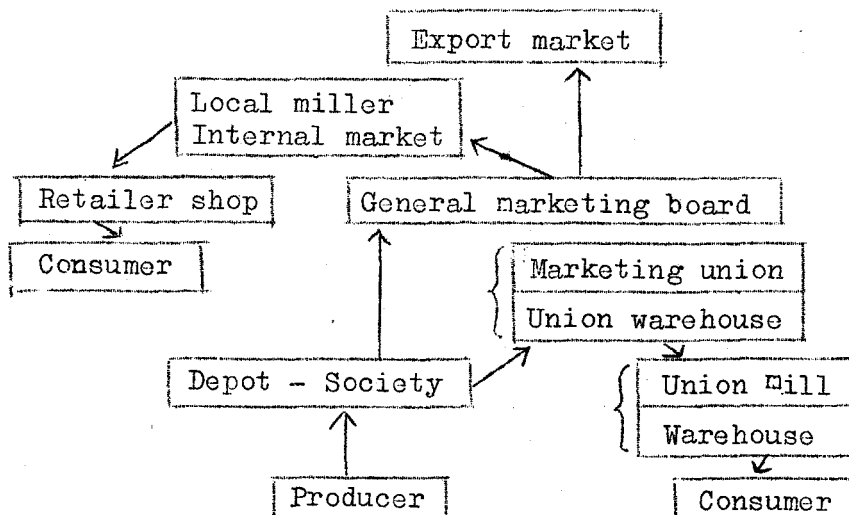 Export market
Local miller
Internal market
Retailer shop
General marketing board
Consumer
Marketing union
Union warehouse
Depot - Society
Union mill
Warehouse
Producer
Consumer